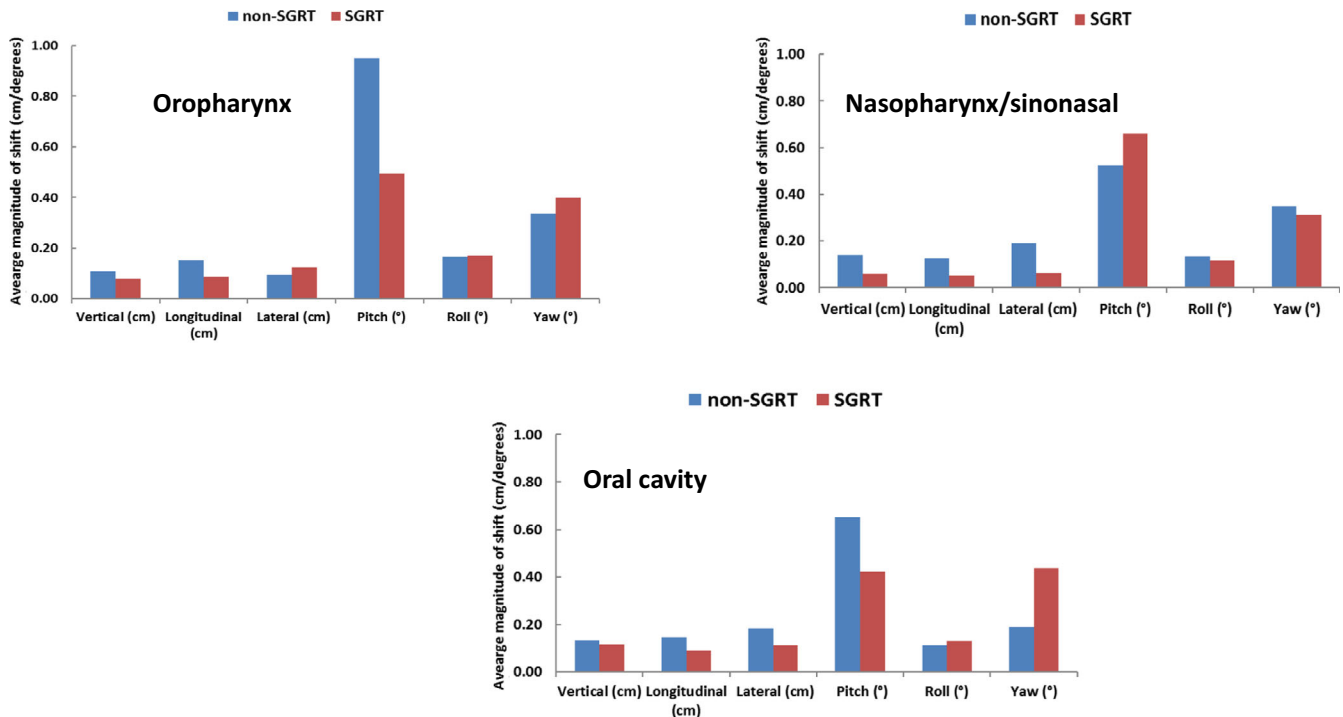 non-SGRT SGRT
Avearge magnitude of shift (cm/degrees)
1.00
0.80
0.60
0.40
0.20
0.00
Oropharynx
Vertical (cm) Longitudinal (cm) Lateral (cm) Pitch (°) Roll (°) Yaw (°)
non-SGRT SGRT
Avearge magnitude of shift (cm/degrees)
1.00
0.80
0.60
0.40
0.20
0.00
Nasopharynx/sinonasal
Vertical (cm) Longitudinal (cm) Lateral (cm) Pitch (°) Roll (°) Yaw (°)
non-SGRT SGRT
Avearge magnitude of shift (cm/degrees)
1.00
0.80
0.60
0.40
0.20
0.00
Oral cavity
Vertical (cm) Longitudinal (cm) Lateral (cm) Pitch (°) Roll (°) Yaw (°)